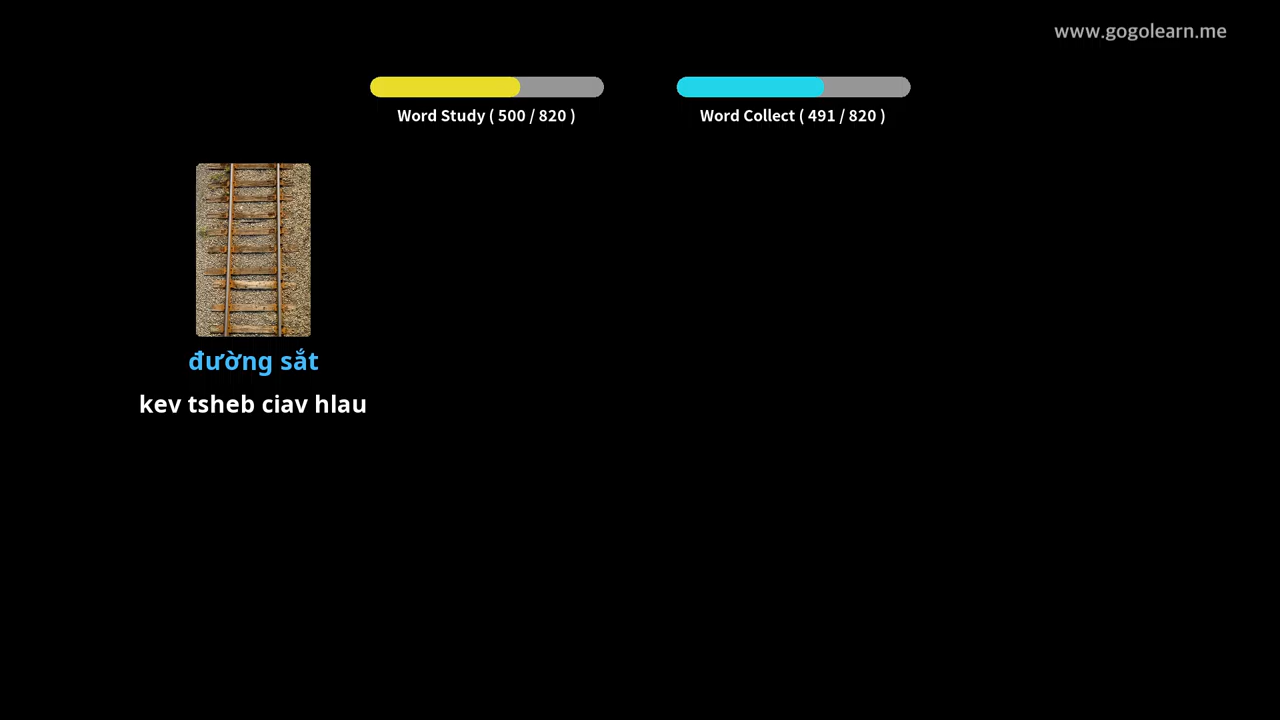 www.gogolearn.me
Word Study ( 500 / 820 )
Word Collect ( 491 / 820 )
đường sắt
kev tsheb ciav hlau